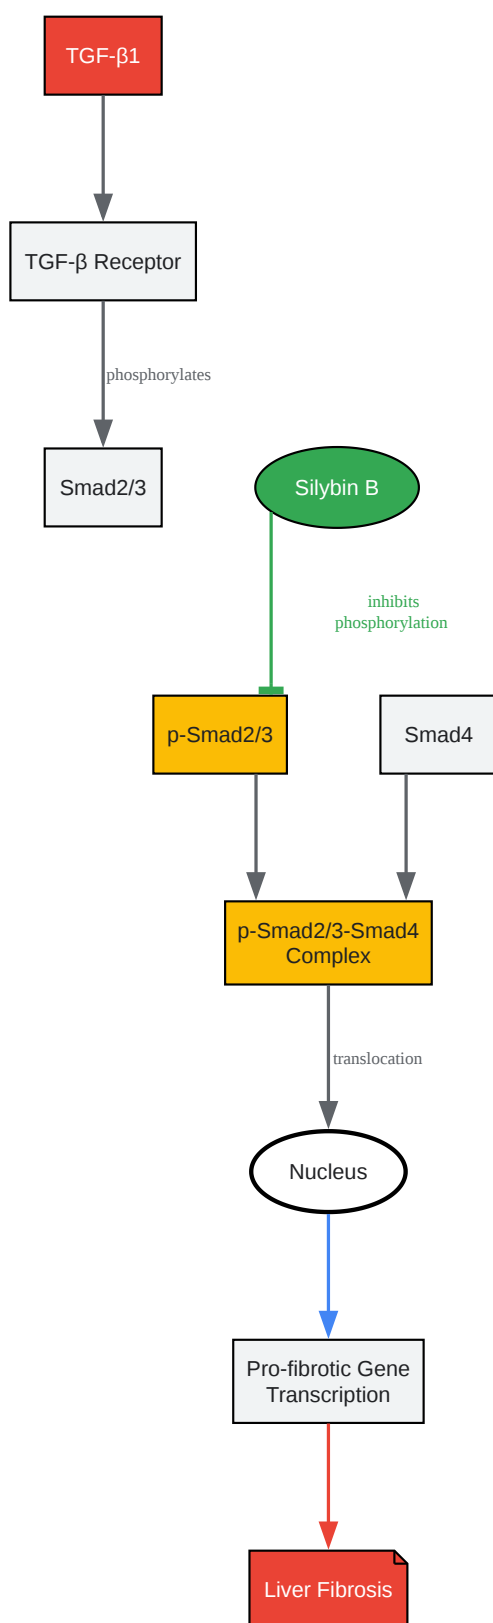 TGF-β1
TGF-β Receptor
phosphorylates
Smad2/3
Silybin B
inhibits
phosphorylation
p-Smad2/3
Smad4
p-Smad2/3-Smad4
Complex
translocation
Nucleus
Pro-fibrotic Gene
Transcription
Liver Fibrosis